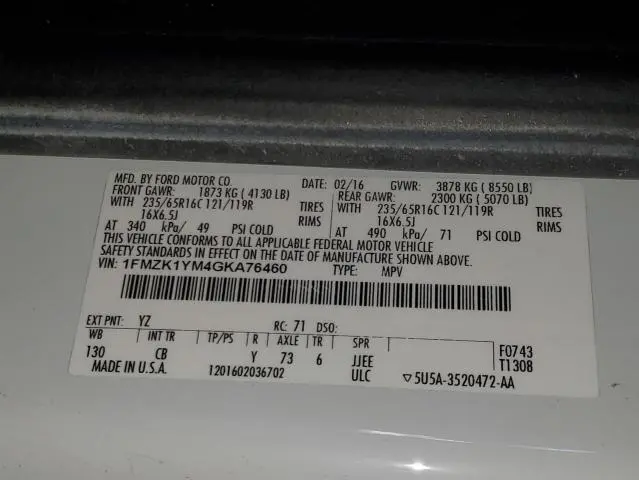 MFD. BY FORD MOTOR CO. DATE: 02/16 GVWR: 3878 KG ( 8550 LB)
FRONT GAWR: 1873 KG ( 4130 LB) REAR GAWR: 2300 KG ( 5070 LB)
WITH 235/65R16C 121/119R TIRES WITH 235/65R16C 121/119R TIRES
16X6.5J RIMS 16X6.5J RIMS
AT 340 kPa/ 49 PSI COLD AT 490 kPa/ 71 PSI COLD
THIS VEHICLE CONFORMS TO ALL APPLICABLE FEDERAL MOTOR VEHICLE
SAFETY STANDARDS IN EFFECT ON THE DATE OF MANUFACTURE SHOWN ABOVE.
VIN: 1FMZK1YM4GKA76460 TYPE: MPV
EXT PNT: YZ RC: 71 DSO:
WB INT TR TP/PS R AXLE TR SPR F0743
130 CB Y 73 6 JJEE T1308
MADE IN U.S.A. 1201602036702 ULC ▽5U5A-3520472-AA